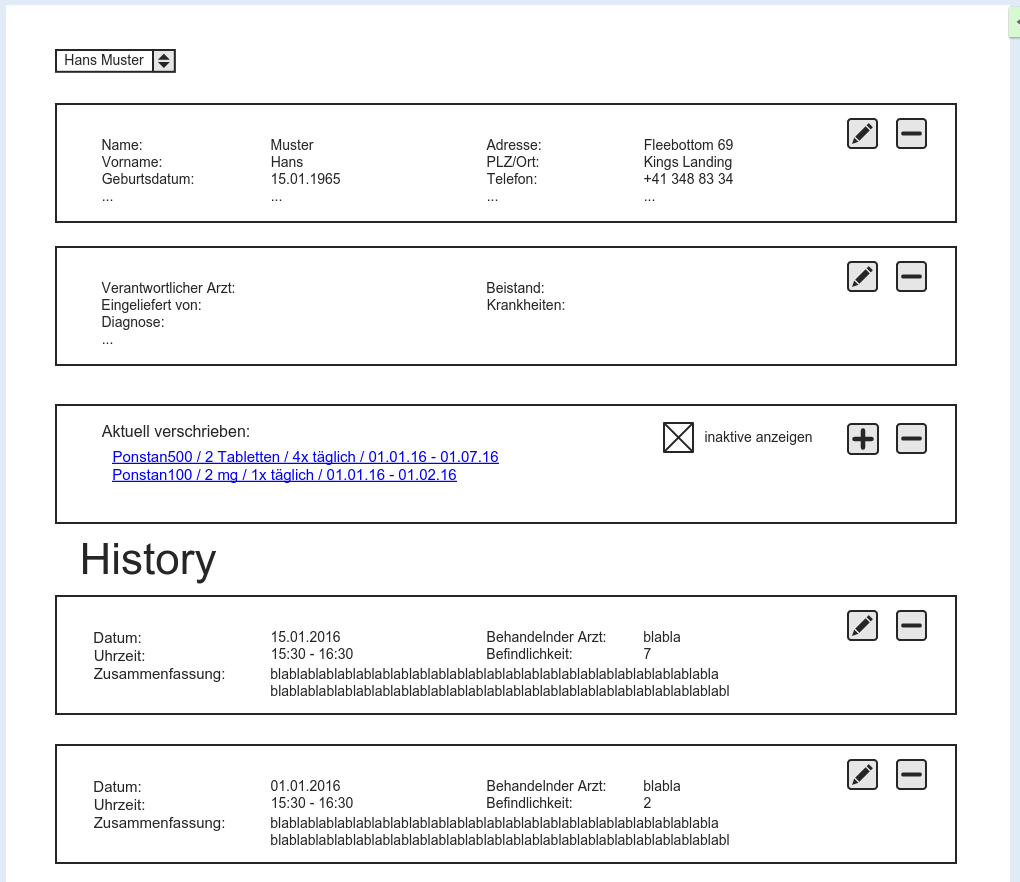 Hans Muster
Name: Muster Adresse: Fleebottom 69
Vorname: Hans PLZ/Ort: Kings Landing
Geburtsdatum: 15.01.1965 Telefon: +41 348 83 34
... ... ... ...
Verantwortlicher Arzt: Beistand:
Eingeliefert von: Krankheiten:
Diagnose:
...
Aktuell verschrieben: inaktive anzeigen
Ponstan500 / 2 Tabletten / 4x täglich / 01.01.16 - 01.07.16
Ponstan100 / 2 mg / 1x täglich / 01.01.16 - 01.02.16
History
Datum: 15.01.2016 Behandelnder Arzt: blabla
Uhrzeit: 15:30 - 16:30 Befindlichkeit: 7
Zusammenfassung: blablablablablablablablablablablablablablablablablablablablablablablabla
blablablablablablablablablablablablablablablablablablablablablablablablabl
Datum: 01.01.2016 Behandelnder Arzt: blabla
Uhrzeit: 15:30 - 16:30 Befindlichkeit: 2
Zusammenfassung: blablablablablablablablablablablablablablablablablablablablablablablabla
blablablablablablablablablablablablablablablablablablablablablablablablabl